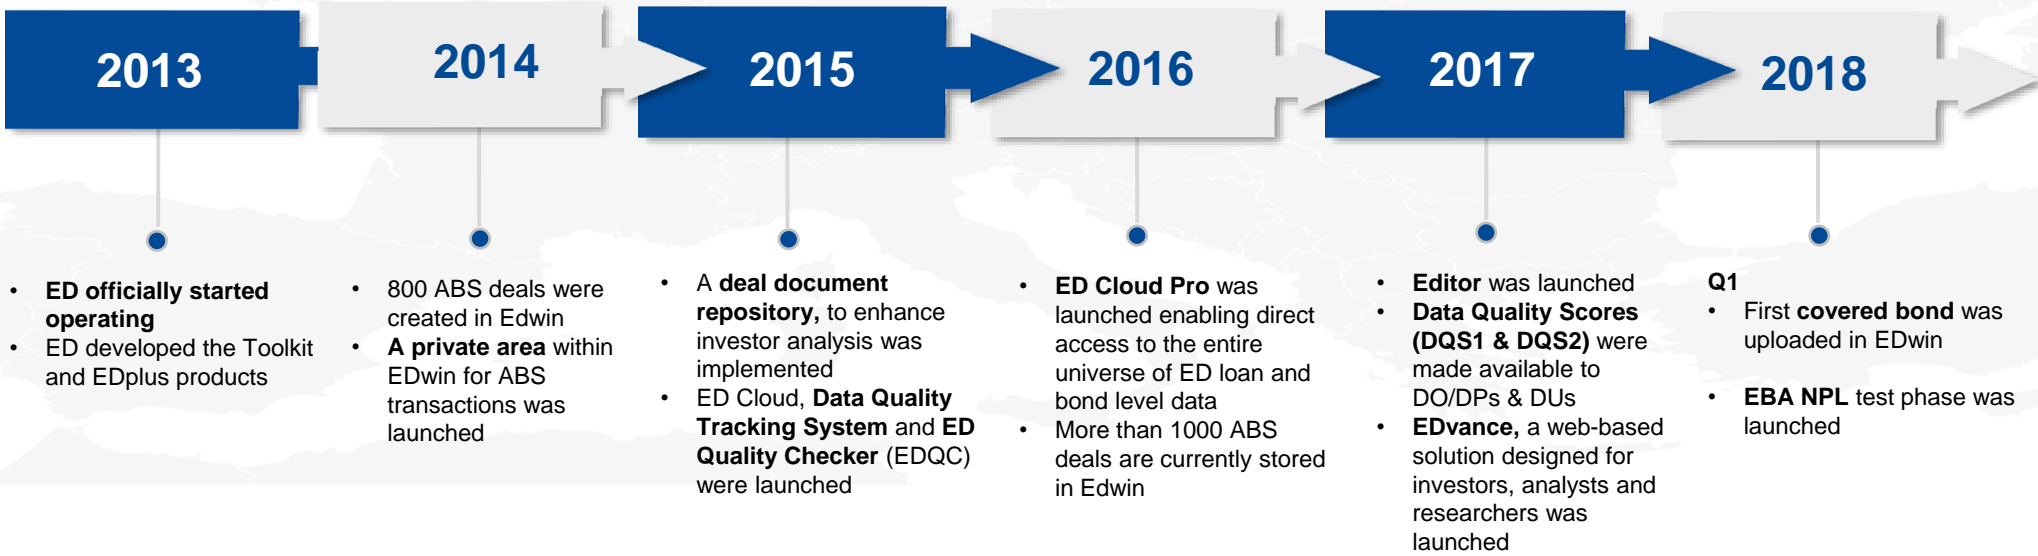 2013
2014
2015
2016
2017
2018
• ED officially started
operating
• ED developed the Toolkit
and EDplus products
• 800 ABS deals were
created in Edwin
• A private area within
EDwin for ABS
transactions was
launched
• A deal document
repository, to enhance
investor analysis was
implemented
• ED Cloud, Data Quality
Tracking System and ED
Quality Checker (EDQC)
were launched
• ED Cloud Pro was
launched enabling direct
access to the entire
universe of ED loan and
bond level data
• More than 1000 ABS
deals are currently stored
in Edwin
• Editor was launched
• Data Quality Scores
(DQS1 & DQS2) were
made available to
DO/DPs & DUs
• EDvance, a web-based
solution designed for
investors, analysts and
researchers was
launched
Q1
• First covered bond was
uploaded in EDwin
• EBA NPL test phase was
launched